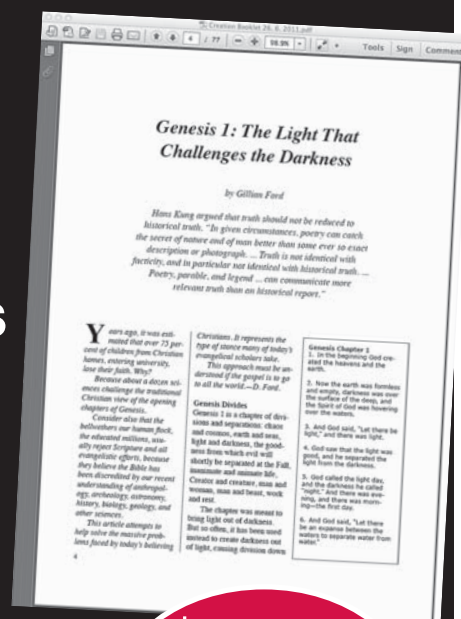 Creation Booklet 26. 6. 2011.pdf
4 / 77
98.9%
Tools
Sign
Comment
Genesis 1: The Light That
Challenges the Darkness
by Gillian Ford
Hans Kung argued that truth should not be reduced to
historical truth. “In given circumstances, poetry can catch
the secret of nature and of man better than some ever so exact
description or photograph. ... Truth is not identical with
facticity, and in particular not identical with historical truth. ...
Poetry, parable, and legend ... can communicate more
relevant truth than an historical report.”
Years ago, it was esti-
mated that over 75 per-
cent of children from Christian
homes, entering university,
lose their faith. Why?
Because about a dozen sci-
ences challenge the traditional
Christian view of the opening
chapters of Genesis.
Consider also that the
bellwethers our human flock,
the educated millions, usu-
ally reject Scripture and all
evangelistic efforts, because
they believe the Bible has
been discredited by our recent
understanding of anthropol-
ogy, archeology, astronomy,
history, biology, geology, and
other sciences.
This article attempts to
help solve the massive prob-
lems faced by today’s believing
4
Christians. It represents the
type of stance many of today’s
evangelical scholars take.
This approach must be un-
derstood if the gospel is to go
to all the world.—D. Ford.
Genesis Divides
Genesis 1 is a chapter of divi-
sions and separations: chaos
and cosmos, earth and seas,
light and darkness, the good-
ness from which evil will
shortly be separated at the Fall,
inanimate and animate life,
Creator and creature, man and
woman, man and beast, work
and rest.
The chapter was meant to
bring light out of darkness.
But so often, it has been used
instead to create darkness out
of light, causing division down
Genesis Chapter 1
1. In the beginning God cre-
ated the heavens and the
earth.
2. Now the earth was formless
and empty, darkness was over
the surface of the deep, and
the Spirit of God was hovering
over the waters.
3. And God said, “Let there be
light,” and there was light.
4. God saw that the light was
good, and he separated the
light from the darkness.
5. God called the light day,
and the darkness he called
“night.” And there was eve-
ning, and there was morn-
ing—the first day.
6. And God said, “Let there
be an expanse between the
waters to separate water from
water.”
s